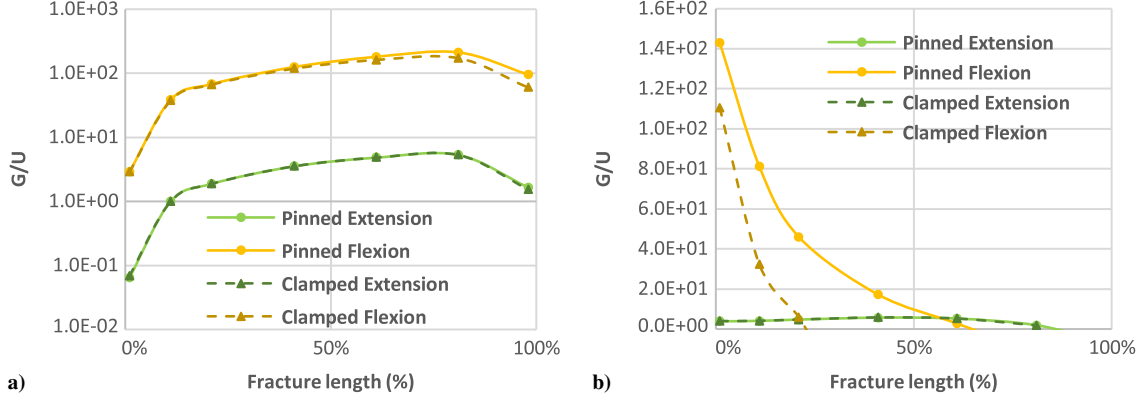 1.0E+03
1.0E+02
1.0E+01
1.0E+00
1.0E-01
1.0E-02
G/U
Pinned Extension
Pinned Flexion
Clamped Extension
Clamped Flexion
0% 50% 100%
Fracture length (%)
a)
1.6E+02
1.4E+02
1.2E+02
1.0E+02
8.0E+01
6.0E+01
4.0E+01
2.0E+01
0.0E+00
G/U
Pinned Extension
Pinned Flexion
Clamped Extension
Clamped Flexion
0% 50% 100%
Fracture length (%)
b)